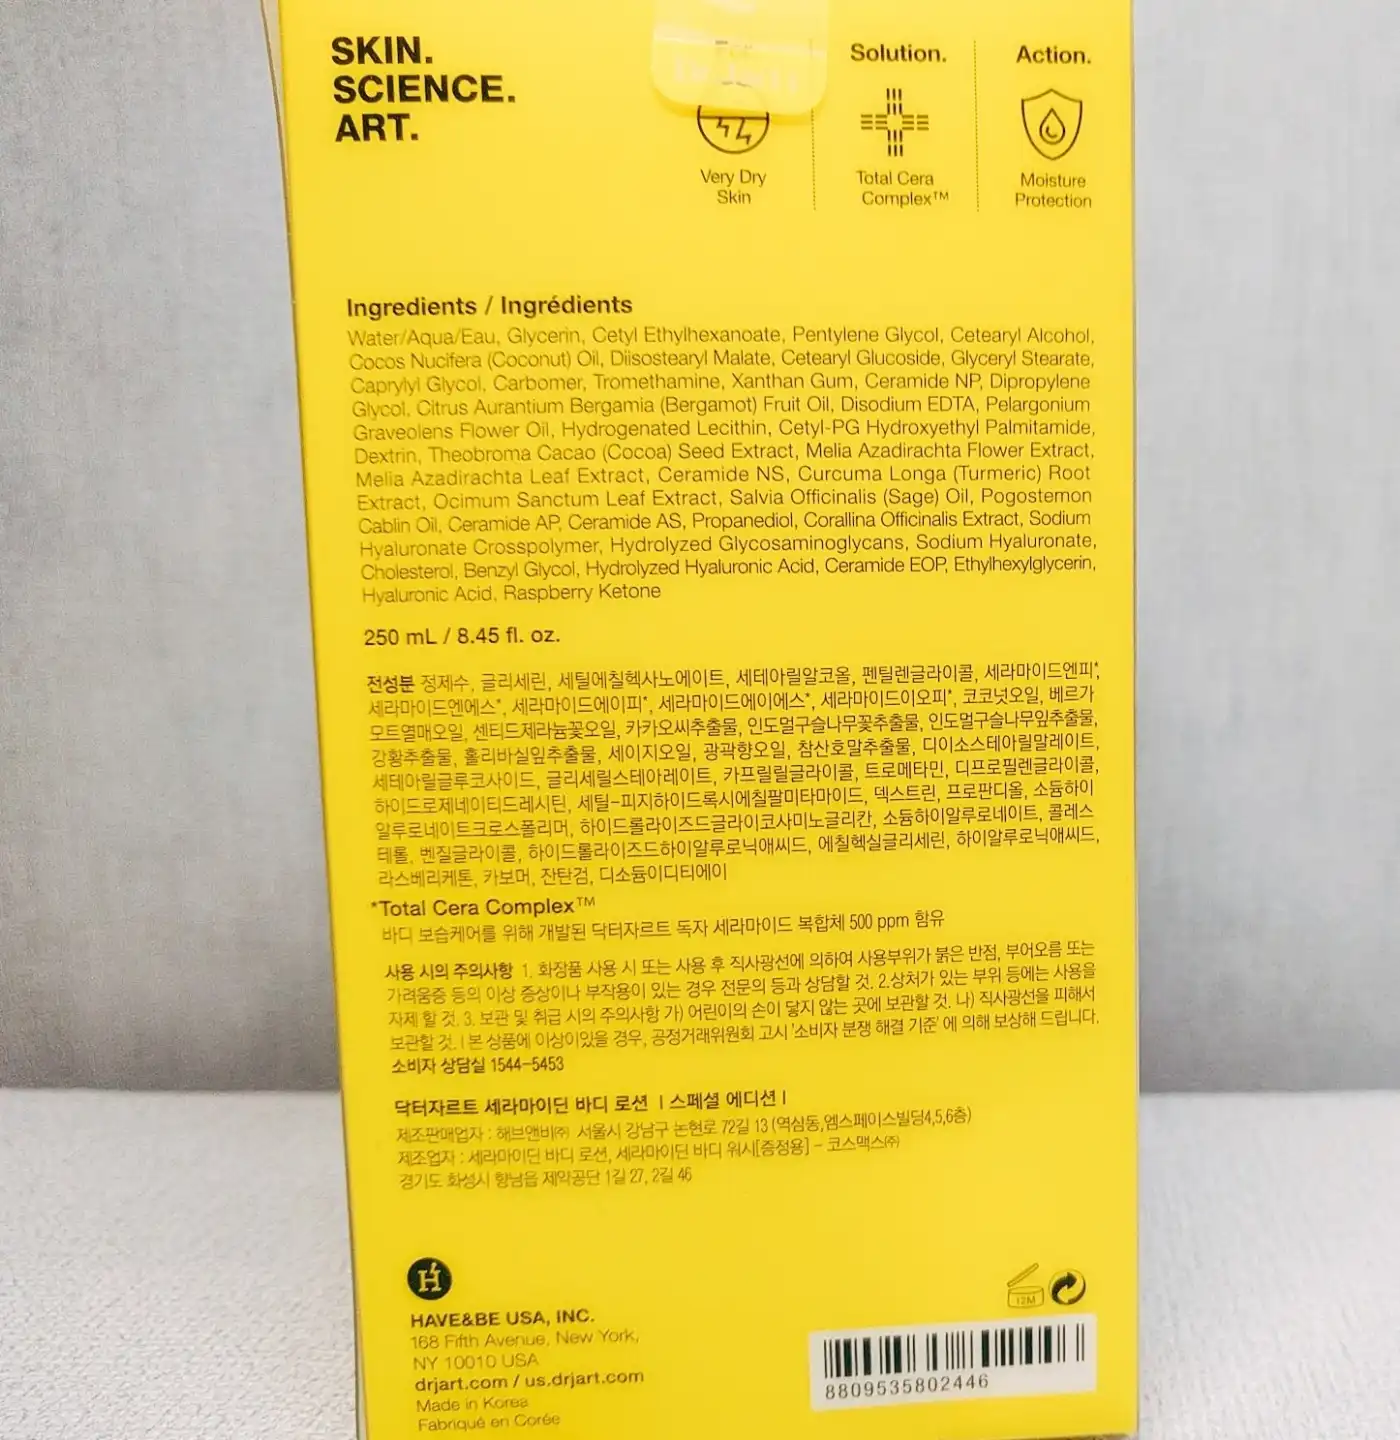 SKIN.
SCIENCE.
ART.
For
Solution.
Action.
Very Dry
Skin
Total Cera
Complex™
Moisture
Protection
Ingredients / Ingrédients
Water/Aqua/Eau, Glycerin, Cetyl Ethylhexanoate, Pentylene Glycol, Cetearyl Alcohol,
Cocos Nucifera (Coconut) Oil, Diisostearyl Malate, Cetearyl Glucoside, Glyceryl Stearate,
Caprylyl Glycol, Carbomer, Tromethamine, Xanthan Gum, Ceramide NP, Dipropylene
Glycol, Citrus Aurantium Bergamia (Bergamot) Fruit Oil, Disodium EDTA, Pelargonium
Graveolens Flower Oil, Hydrogenated Lecithin, Cetyl-PG Hydroxyethyl Palmitamide,
Dextrin, Theobroma Cacao (Cocoa) Seed Extract, Melia Azadirachta Flower Extract,
Melia Azadirachta Leaf Extract, Ceramide NS, Curcuma Longa (Turmeric) Root
Extract, Ocimum Sanctum Leaf Extract, Salvia Officinalis (Sage) Oil, Pogostemon
Cablin Oil, Ceramide AP, Ceramide AS, Propanediol, Corallina Officinalis Extract, Sodium
Hyaluronate Crosspolymer, Hydrolyzed Glycosaminoglycans, Sodium Hyaluronate,
Cholesterol, Benzyl Glycol, Hydrolyzed Hyaluronic Acid, Ceramide EOP, Ethylhexylglycerin,
Hyaluronic Acid, Raspberry Ketone
250 mL / 8.45 fl. oz.
전성분 정제수, 글리세린, 세틸에칠헥사노에이트, 세테아릴알코올, 펜틸렌글라이콜, 세라마이드엔피*,
세라마이드엔에스*, 세라마이드에이피*, 세라마이드에이에스*, 세라마이드이오피*, 코코넛오일, 베르가
모트열매오일, 센티드제라늄꽃오일, 카카오씨추출물, 인도멀구슬나무꽃추출물, 인도멀구슬나무잎추출물,
강황추출물, 홀리바실잎추출물, 세이지오일, 광곽향오일, 참산호말추출물, 디이소스테아릴말레이트,
세테아릴글루코사이드, 글리세릴스테아레이트, 카프릴릴글라이콜, 트로메타민, 디프로필렌글라이콜,
하이드로제네이티드레시틴, 세틸-피지하이드록시에칠팔미타마이드, 덱스트린, 프로판디올, 소듐하이
알루로네이트크로스폴리머, 하이드롤라이즈드글라이코사미노글리칸, 소듐하이알루로네이트, 콜레스
테롤, 벤질글라이콜, 하이드롤라이즈드하이알루로닉애씨드, 에칠헥실글리세린, 하이알루로닉애씨드,
라스베리케톤, 카보머, 잔탄검, 디소듐이디티에이
*Total Cera Complex™
바디 보습케어를 위해 개발된 닥터자르트 독자 세라마이드 복합체 500 ppm 함유
사용 시의 주의사항 1. 화장품 사용 시 또는 사용 후 직사광선에 의하여 사용부위가 붉은 반점, 부어오름 또는
가려움증 등의 이상 증상이나 부작용이 있는 경우 전문의 등과 상담할 것. 2.상처가 있는 부위 등에는 사용을
자제 할 것. 3. 보관 및 취급 시의 주의사항 가) 어린이의 손이 닿지 않는 곳에 보관할 것. 나) 직사광선을 피해서
보관할 것. | 본 상품에 이상이있을 경우, 공정거래위원회 고시 '소비자 분쟁 해결 기준' 에 의해 보상해 드립니다.
소비자 상담실 1544-5453
닥터자르트 세라마이딘 바디 로션 | 스페셜 에디션 |
제조판매업자 : 해브앤비㈜ 서울시 강남구 논현로 72길 13 (역삼동,엠스페이스빌딩4,5,6층)
제조업자 : 세라마이딘 바디 로션, 세라마이딘 바디 워시[증정용] - 코스맥스㈜
경기도 화성시 향남읍 제약공단 1길 27, 2길 46
H
HAVE&BE USA, INC.
168 Fifth Avenue, New York,
NY 10010 USA
drjart.com / us.drjart.com
Made in Korea
Fabriqué en Corée
12M
8809535802446